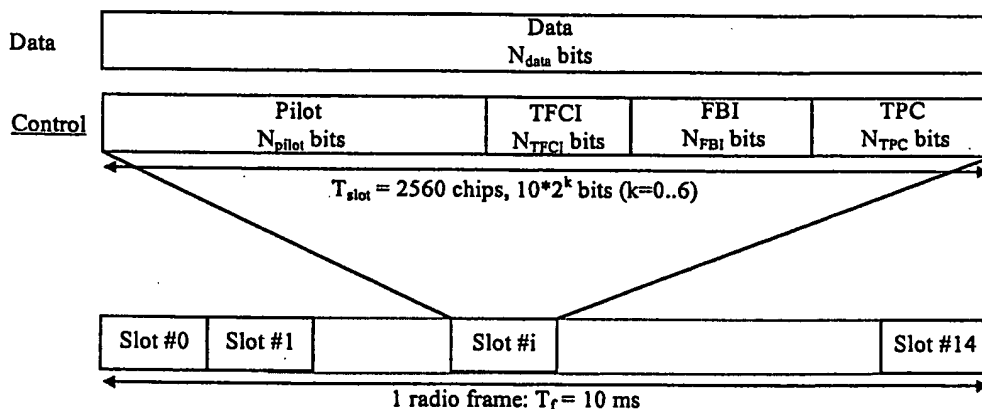 Data
Data
N_data bits
Control
Pilot
N_pilot bits
TFCI
N_TFCI bits
FBI
N_FBI bits
TPC
N_TPC bits
T_slot = 2560 chips, 10*2^k bits (k=0..6)
Slot #0
Slot #1
Slot #i
Slot #14
1 radio frame: T_f = 10 ms